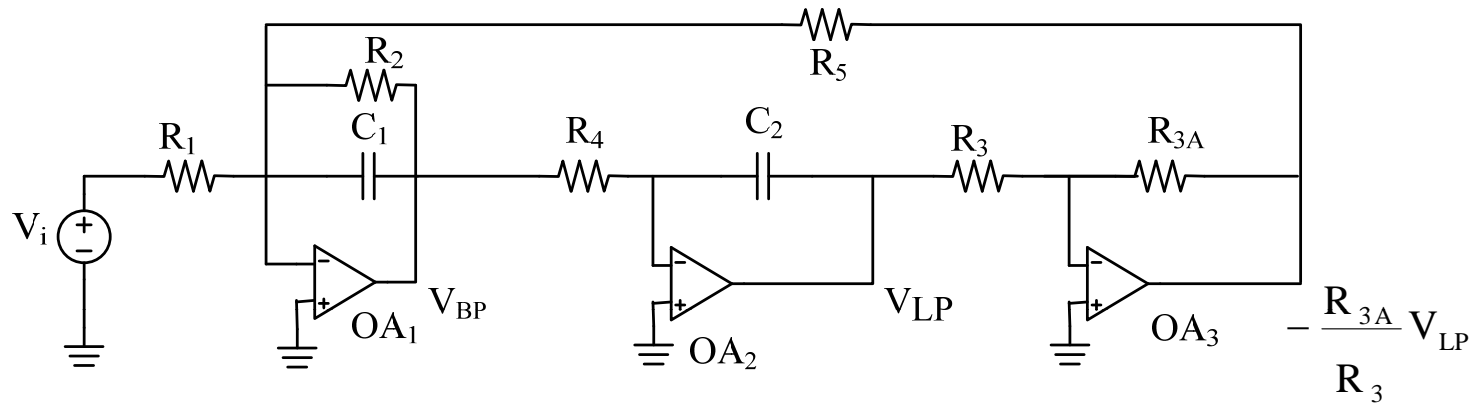 R5
R2
C1
R1
R4
C2
R3
R3A
Vi
+
−
−
+
OA1
VBP
−
+
OA2
VLP
−
+
OA3
− R3A/R3 VLP